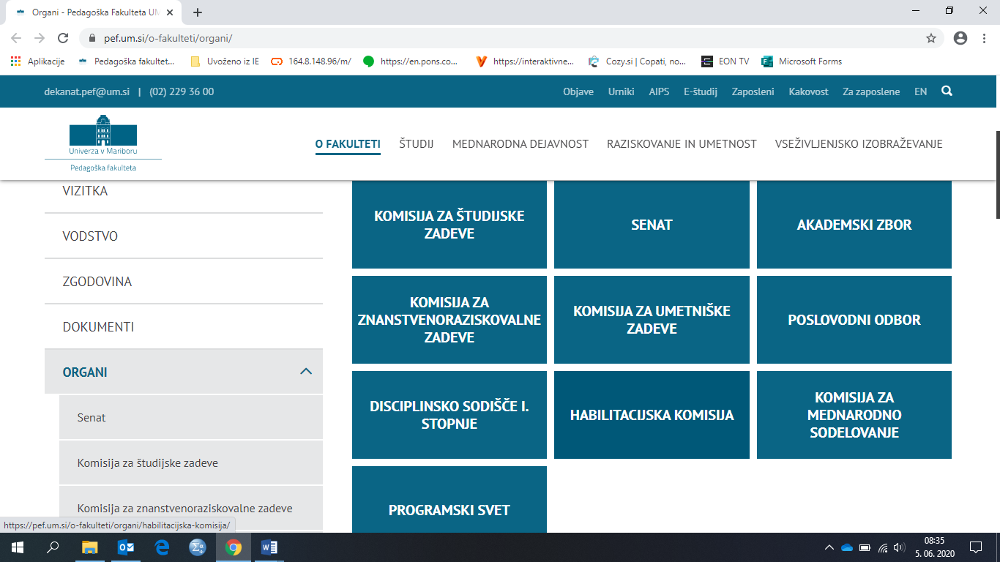 Organi - Pedagoška Fakulteta UM
pef.um.si/o-fakulteti/organi/
Aplikacije
Pedagoška fakultet...
Uvoženo iz IE
164.8.148.96/m/
https://en.pons.co...
https://interaktivne...
Cozy.si | Copati, no...
EON TV
Microsoft Forms
dekanat.pef@um.si | (02) 229 36 00
Objave
Urniki
AIPS
E-študij
Zaposleni
Kakovost
Za zaposlene
EN
Univerza v Mariboru
Pedagoška fakulteta
O FAKULTETI
ŠTUDIJ
MEDNARODNA DEJAVNOST
RAZISKOVANJE IN UMETNOST
VSEŽIVLJENJSKO IZOBRAŽEVANJE
VIZITKA
VODSTVO
ZGODOVINA
DOKUMENTI
ORGANI
Senat
Komisija za študijske zadeve
Komisija za znanstvenoraziskovalne zadeve
KOMISIJA ZA ŠTUDIJSKE
ZADEVE
SENAT
AKADEMSKI ZBOR
KOMISIJA ZA
ZNANSTVENORAZISKOVALNE
ZADEVE
KOMISIJA ZA UMETNIŠKE
ZADEVE
POSLOVODNI ODBOR
DISCIPLINSKO SODIŠČE I.
STOPNJE
HABILITACIJSKA KOMISIJA
KOMISIJA ZA
MEDNARODNO
SODELOVANJE
PROGRAMSKI SVET
https://pef.um.si/o-fakulteti/organi/habilitacijska-komisija/
08:35
5. 06. 2020